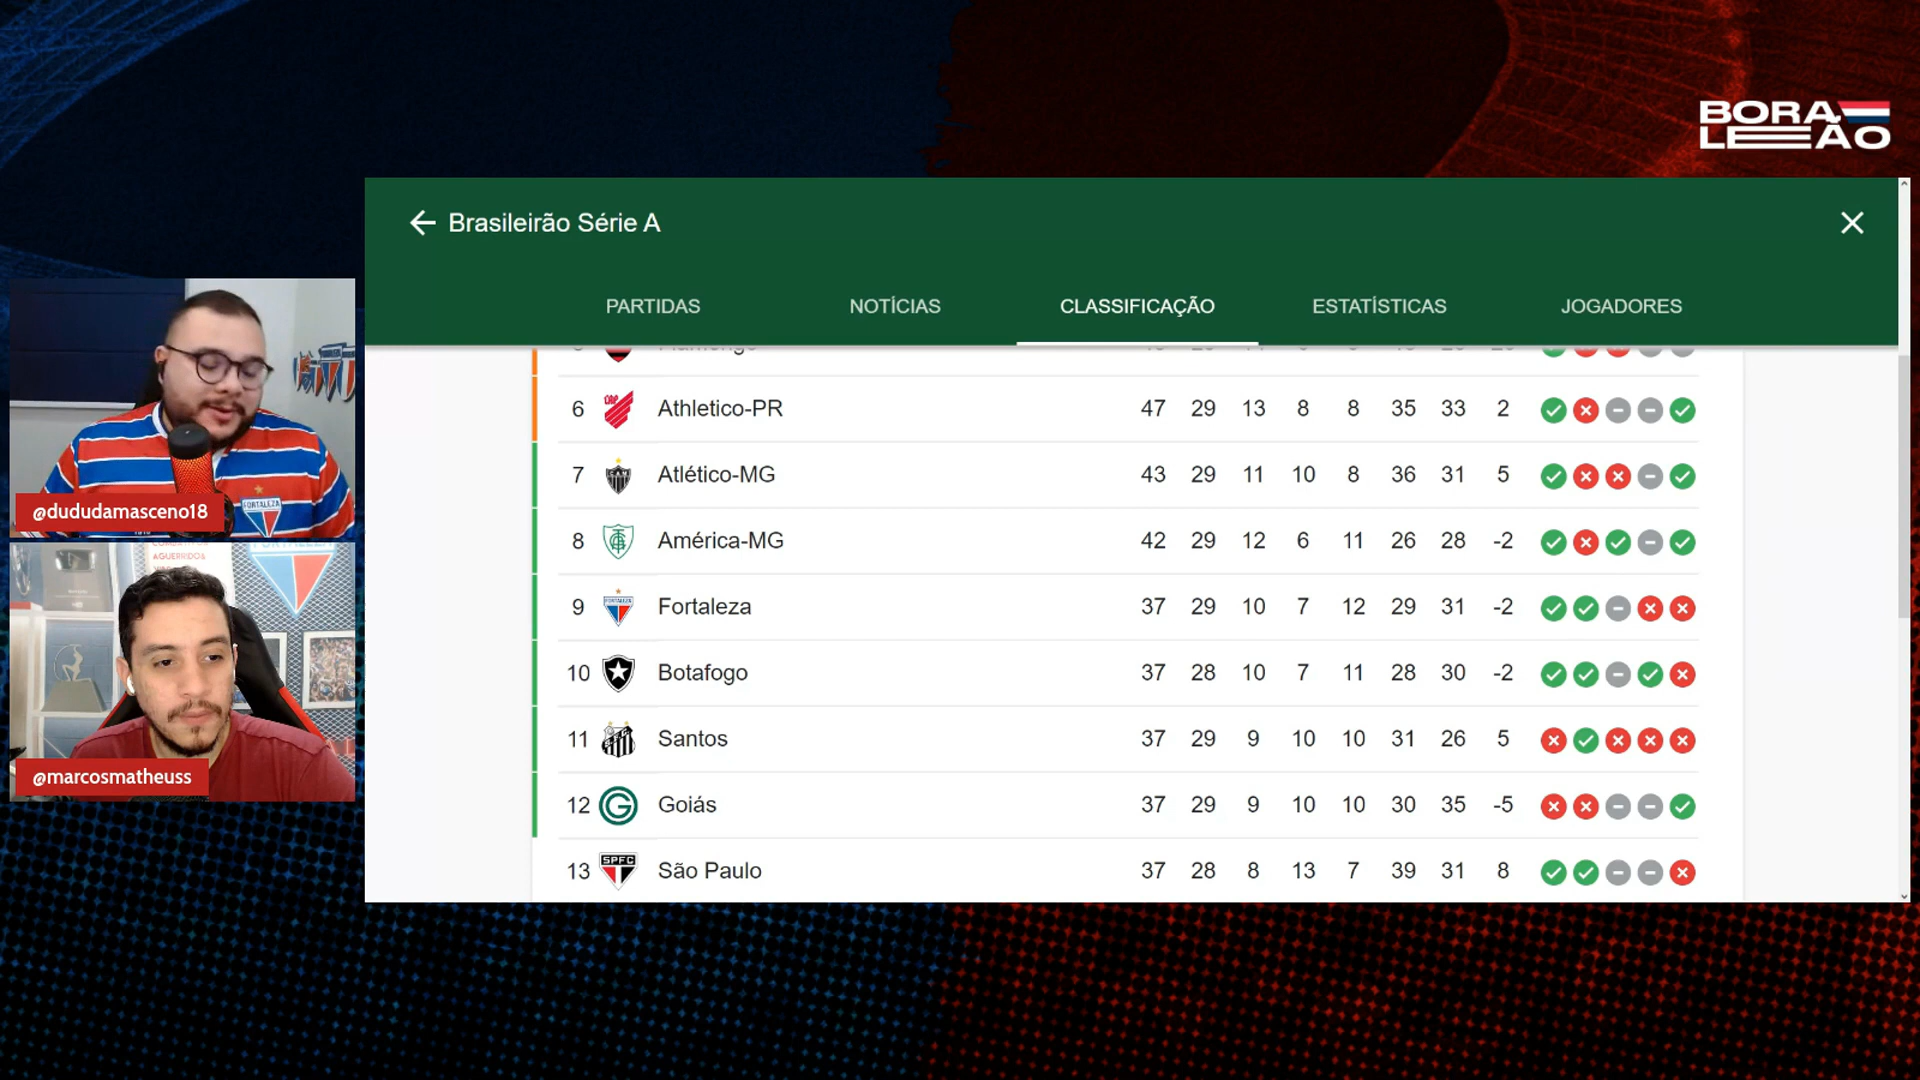 BORA
LEÃO
← Brasileirão Série A ×
PARTIDAS NOTÍCIAS CLASSIFICAÇÃO ESTATÍSTICAS JOGADORES
6 Athletico-PR 47 29 13 8 8 35 33 2
7 Atlético-MG 43 29 11 10 8 36 31 5
8 América-MG 42 29 12 6 11 26 28 -2
9 Fortaleza 37 29 10 7 12 29 31 -2
10 Botafogo 37 28 10 7 11 28 30 -2
11 Santos 37 29 9 10 10 31 26 5
12 Goiás 37 29 9 10 10 30 35 -5
13 SPFC São Paulo 37 28 8 13 7 39 31 8
FORTALEZA
@dududamasceno18
AGUERRIDOS
FORTALEZA
@marcosmatheuss